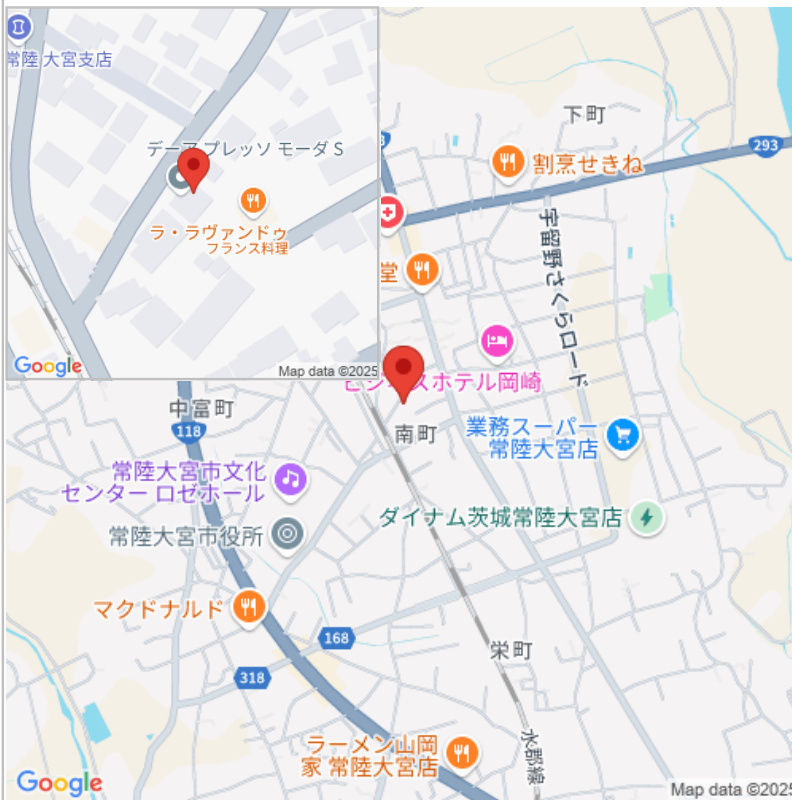 常陸大宮支店
デーア プレッソ モーダ S
ラ・ラヴァンドゥ
フランス料理
Google
Map data ©2025
下町
293
割烹せきね
宇留野さくらロード
堂
ビジネスホテル岡崎
中富町
118
南町
業務スーパー
常陸大宮店
常陸大宮市文化
センター ロゼホール
ダイナム茨城常陸大宮店
常陸大宮市役所
マクドナルド
168
栄町
318
ラーメン山岡
家 常陸大宮店
水郡線
Google
Map data ©2025